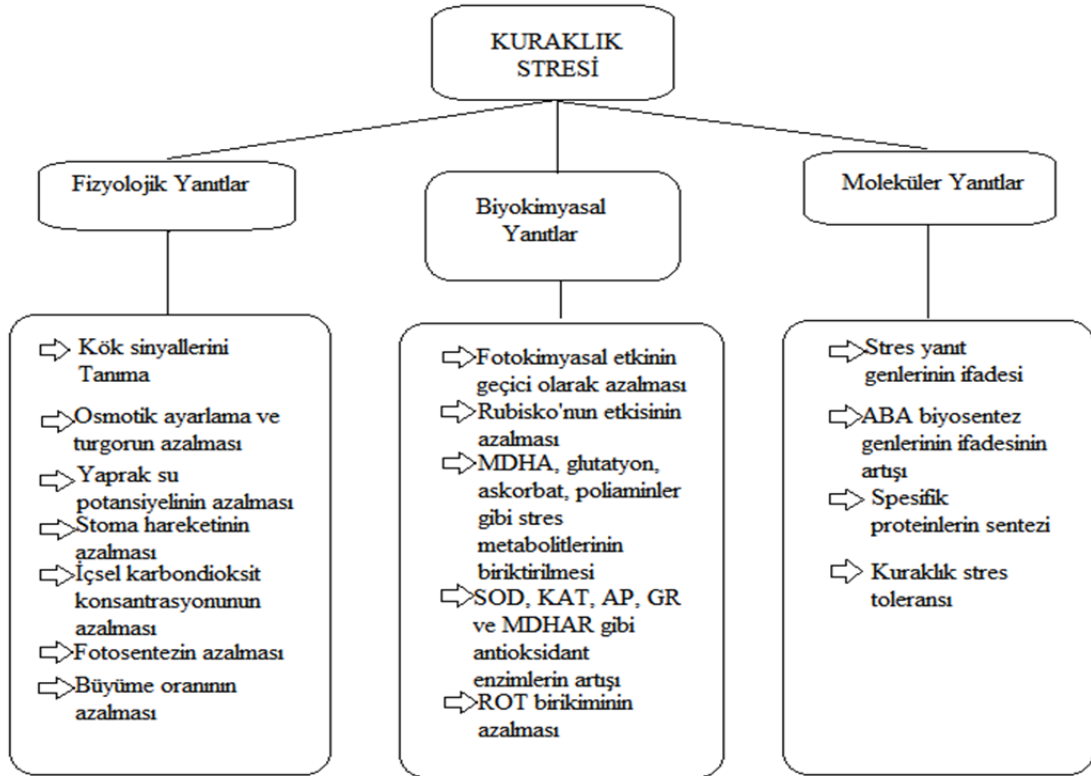 KURAKLIK
STRESİ
Fizyolojik Yanıtlar
Biyokimyasal
Yanıtlar
Moleküler Yanıtlar
Kök sinyallerini
Tanıma
Osmotik ayarlama ve
turgorun azalması
Yaprak su
potansiyelinin azalması
Stoma hareketinin
azalması
İçsel karbondioksit
konsantrasyonunun
azalması
Fotosentezin azalması
Büyüme oranının
azalması
Fotokimyasal etkinin
geçici olarak azalması
Rubisko'nun etkisinin
azalması
MDHA, glutatyon,
askorbat, poliaminler
gibi stres
metabolitlerinin
biriktirilmesi
SOD, KAT, AP, GR
ve MDHAR gibi
antioksidant
enzimlerin artışı
ROT birikiminin
azalması
Stres yanıt
genlerinin ifadesi
ABA biyosentez
genlerinin ifadesinin
artışı
Spesifik
proteinlerin sentezi
Kuraklık stres
toleransı